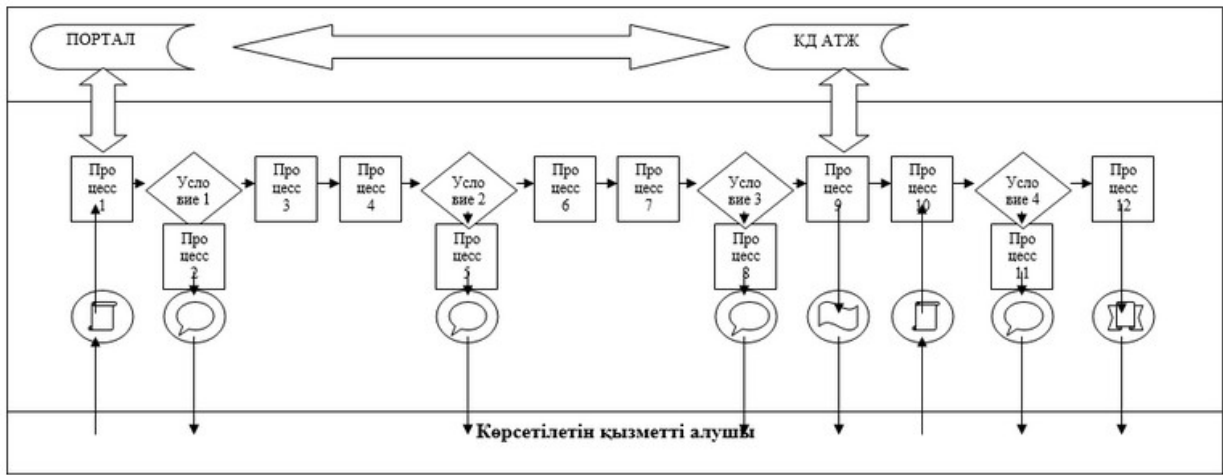 ПОРТАЛ
КД АТЖ
Про
цесс
1
Усло
вие 1
Про
цесс
3
Про
цесс
4
Усло
вие 2
Про
цесс
6
Про
цесс
7
Усло
вие 3
Про
цесс
9
Про
цесс
10
Усло
вие 4
Про
цесс
12
Про
цесс
2
Про
цесс
5
Про
цесс
8
Про
цесс
11
Көрсетілетін қызметті алушы